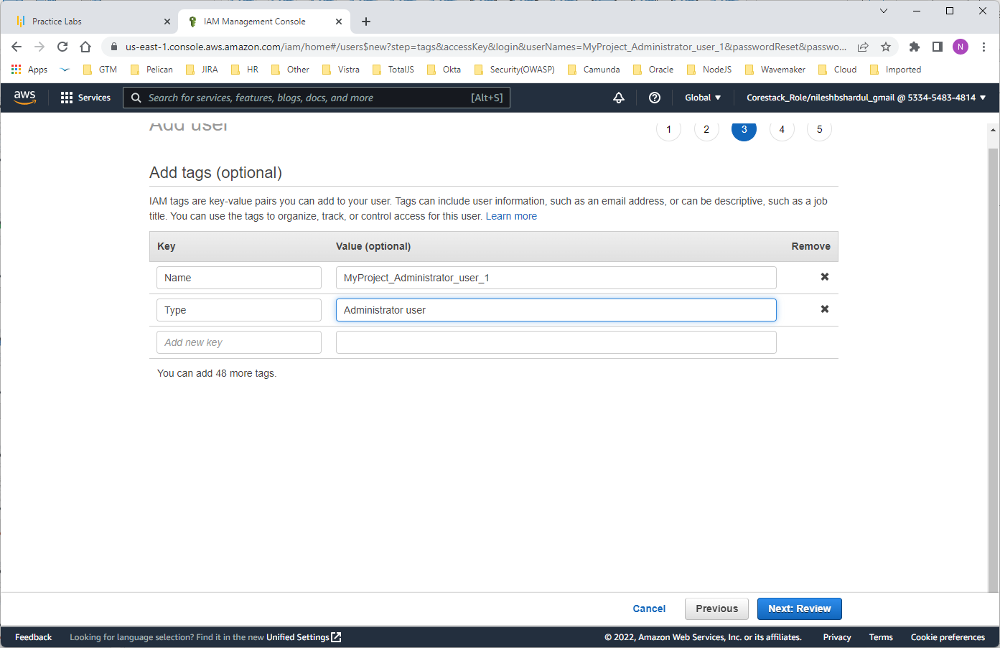 Practice Labs
IAM Management Console
us-east-1.console.aws.amazon.com/iam/home#/users$new?step=tags&accessKey&login&userNames=MyProject_Administrator_user_1&passwordReset&passwo...
N
Apps GTM Pelican JIRA HR Other Vistra TotalJS Okta Security(OWASP) Camunda Oracle NodeJS Wavemaker Cloud Imported
aws Services Search for services, features, blogs, docs, and more [Alt+S] Global Corestack_Role/nileshbshardul_gmail @ 5334-5483-4814
Add user 1 2 3 4 5
Add tags (optional)
IAM tags are key-value pairs you can add to your user. Tags can include user information, such as an email address, or can be descriptive, such as a job
title. You can use the tags to organize, track, or control access for this user. Learn more
Key Value (optional) Remove
Name MyProject_Administrator_user_1
Type Administrator user
Add new key
You can add 48 more tags.
Cancel Previous Next: Review
Feedback Looking for language selection? Find it in the new Unified Settings © 2022, Amazon Web Services, Inc. or its affiliates. Privacy Terms Cookie preferences